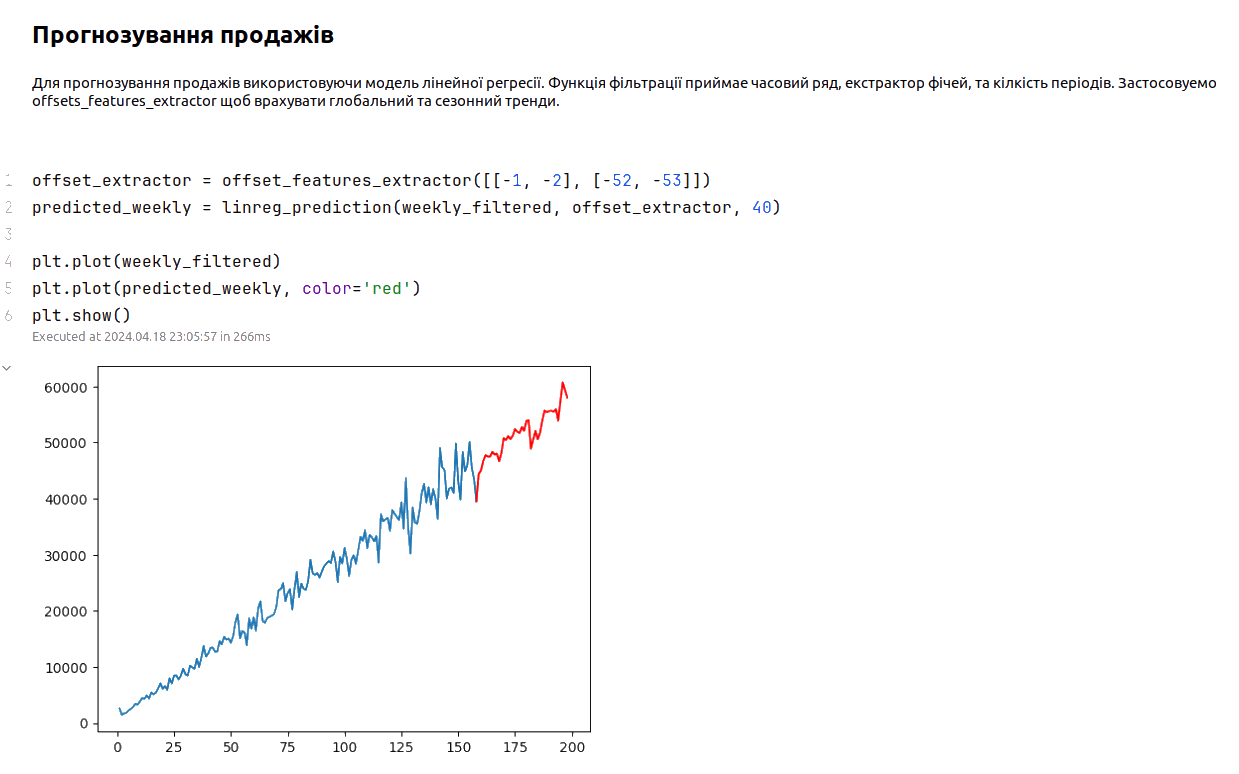 Прогнозування продажів
Для прогнозування продажів використовуючи модель лінейної регресії. Функція фільтрації приймає часовий ряд, екстрактор фічей, та кілкість періодів. Застосовуемо
offsets_features_extractor щоб врахувати глобальний та сезонний тренди.
1 offset_extractor = offset_features_extractor([[-1, -2], [-52, -53]])
2 predicted_weekly = linreg_prediction(weekly_filtered, offset_extractor, 40)
3
4 plt.plot(weekly_filtered)
5 plt.plot(predicted_weekly, color='red')
6 plt.show()
Executed at 2024.04.18 23:05:57 in 266ms
60000
50000
40000
30000
20000
10000
0
0 25 50 75 100 125 150 175 200